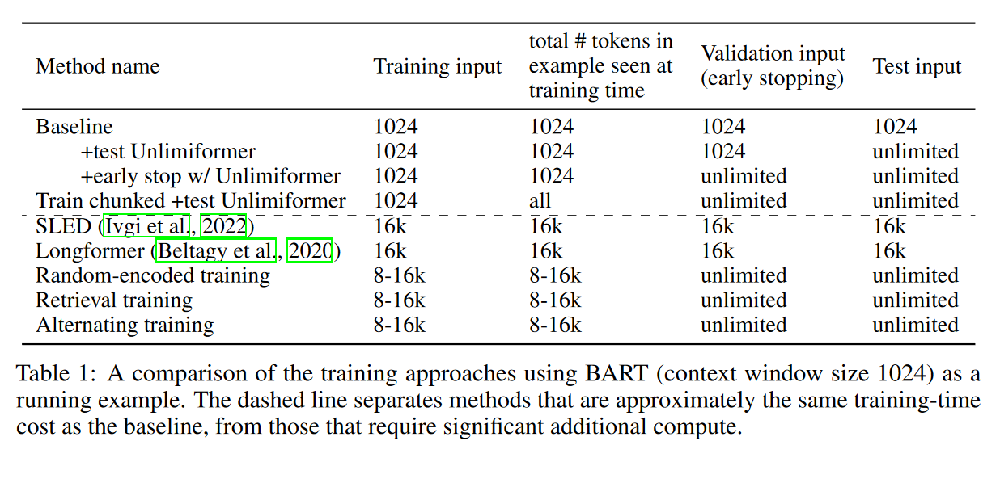 Method name Training input total # tokens in example seen at training time Validation input (early stopping) Test input
Baseline 1024 1024 1024 1024
+test Unlimiformer 1024 1024 1024 unlimited
+early stop w/ Unlimiformer 1024 1024 unlimited unlimited
Train chunked +test Unlimiformer 1024 all unlimited unlimited
SLED (Ivgi et al., 2022) 16k 16k 16k 16k
Longformer (Beltagy et al., 2020) 16k 16k 16k 16k
Random-encoded training 8-16k 8-16k unlimited unlimited
Retrieval training 8-16k 8-16k unlimited unlimited
Alternating training 8-16k 8-16k unlimited unlimited
Table 1: A comparison of the training approaches using BART (context window size 1024) as a
running example. The dashed line separates methods that are approximately the same training-time
cost as the baseline, from those that require significant additional compute.